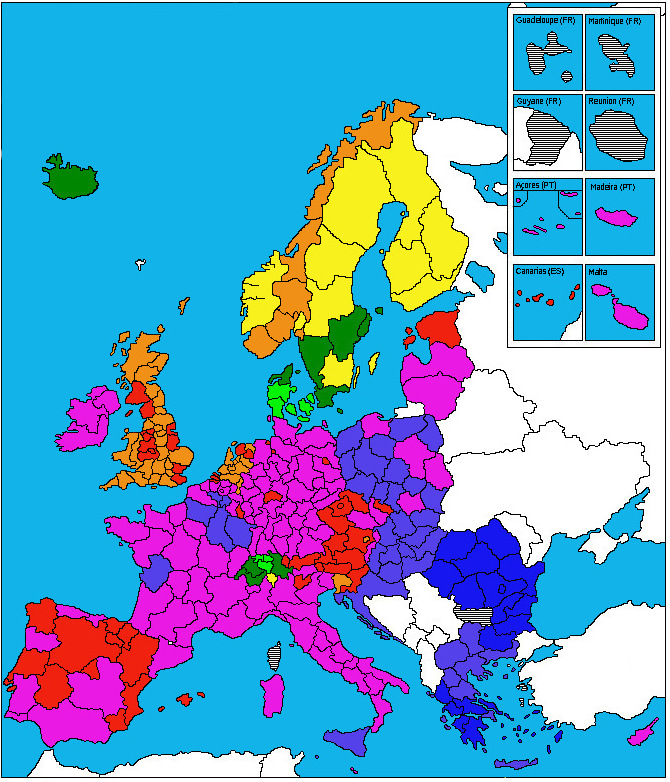 Guadeloupe (FR)
Martinique (FR)
Guyane (FR)
Reunion (FR)
Açores (PT)
Madeira (PT)
Canarias (ES)
Malta